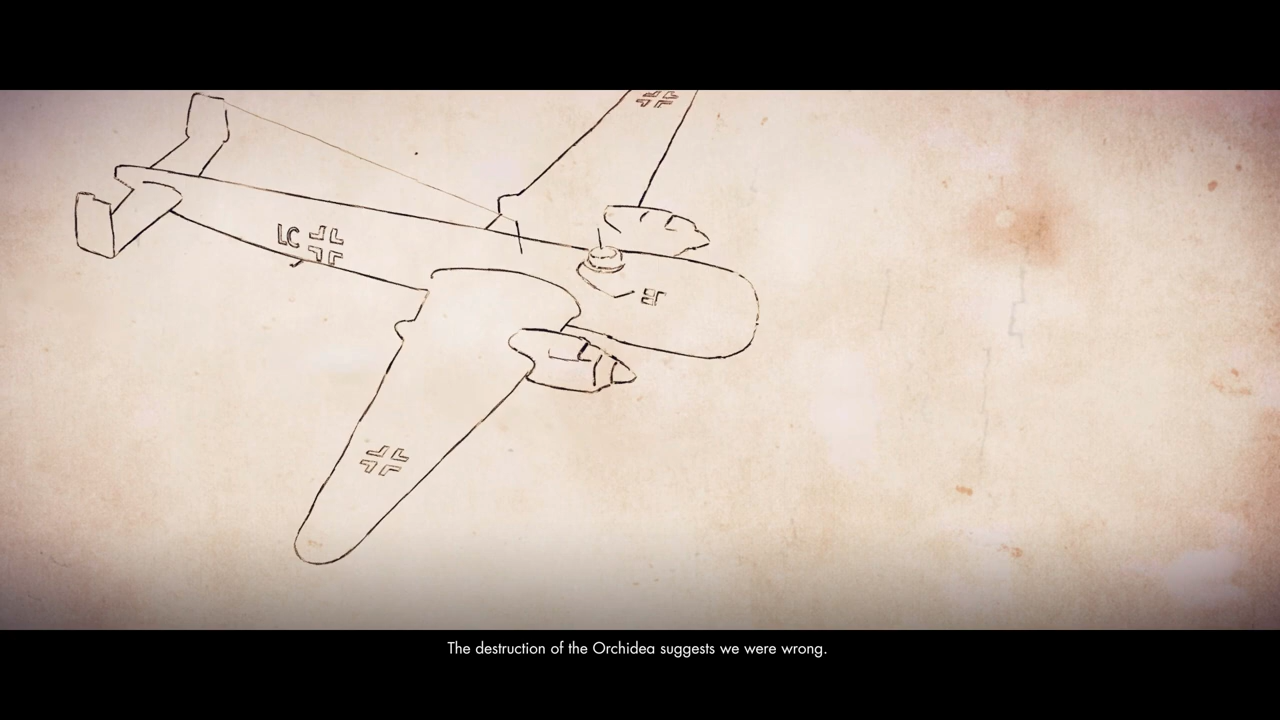 LC
The destruction of the Orchidea suggests we were wrong.